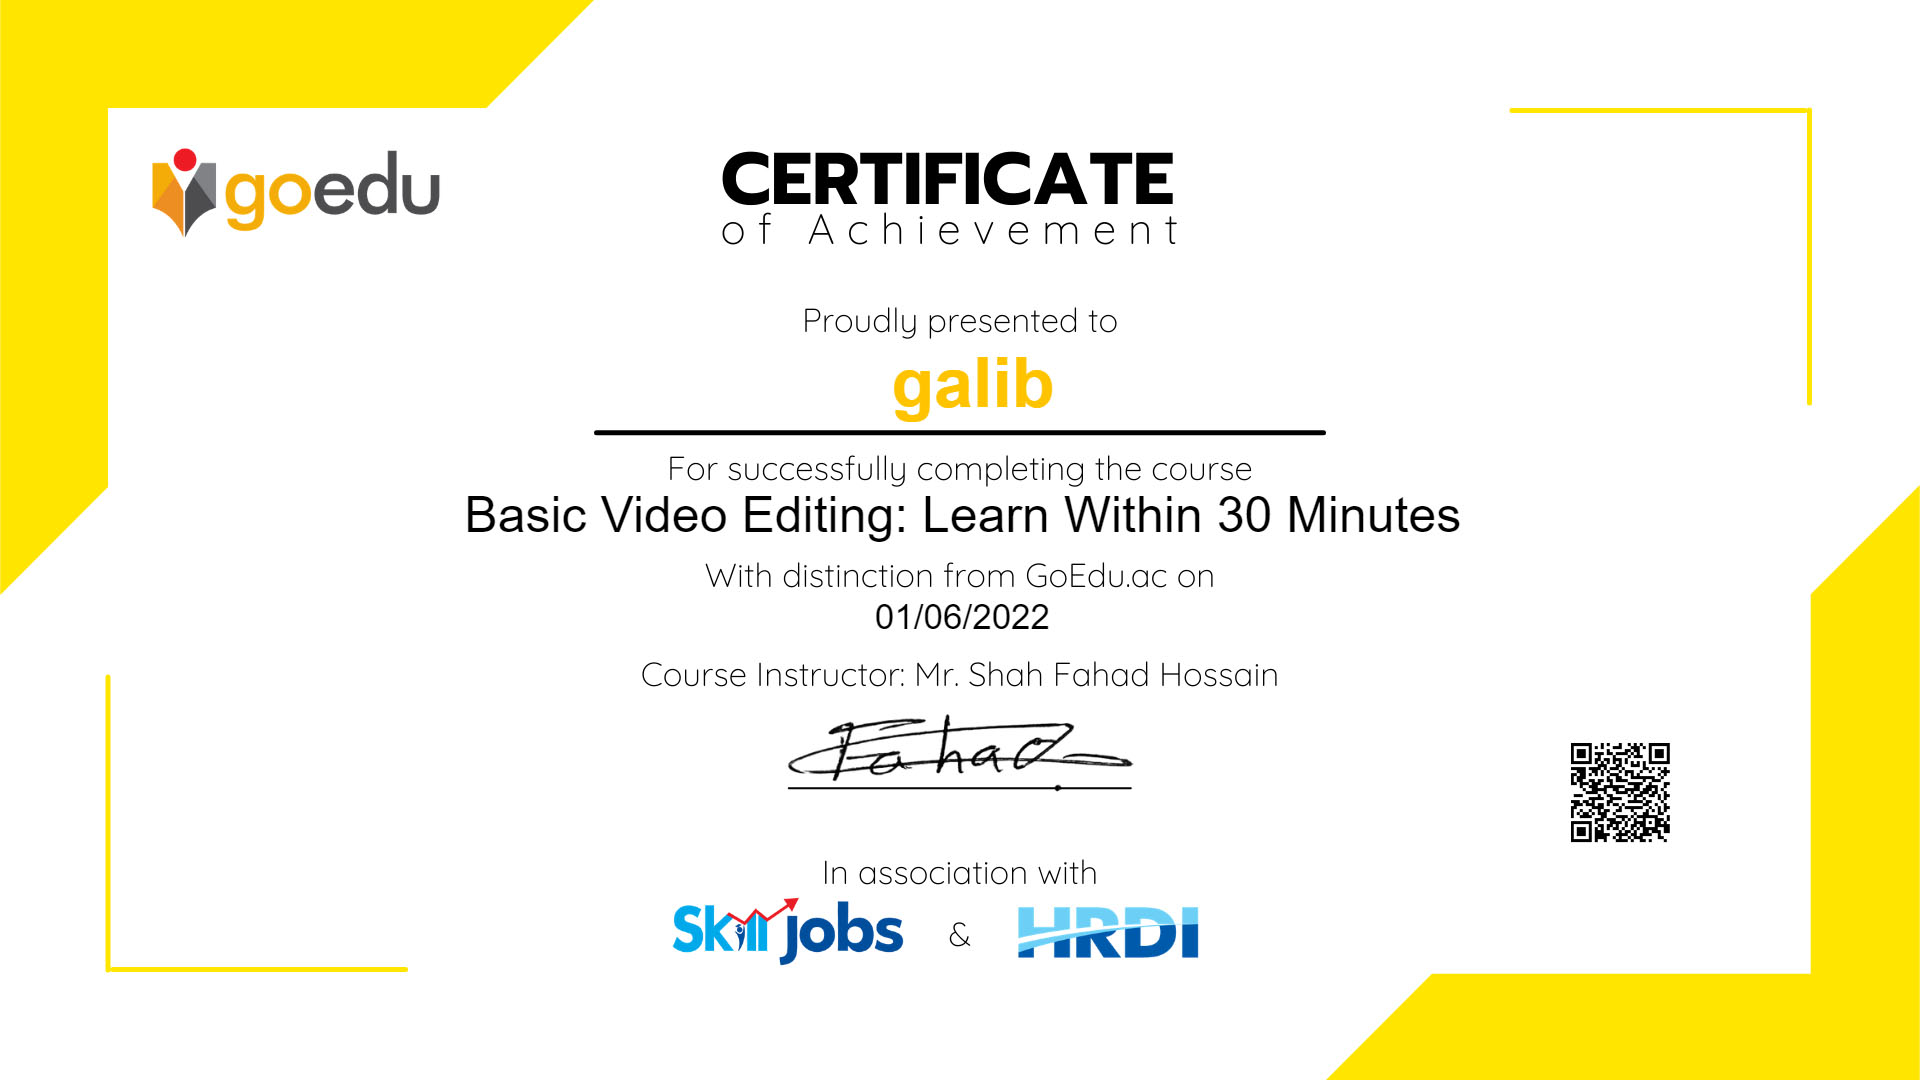 goedu
CERTIFICATE
of Achievement
Proudly presented to
galib
For successfully completing the course
Basic Video Editing: Learn Within 30 Minutes
With distinction from GoEdu.ac on
01/06/2022
Course Instructor: Mr. Shah Fahad Hossain
Fahad
In association with
Skill jobs & HRDI